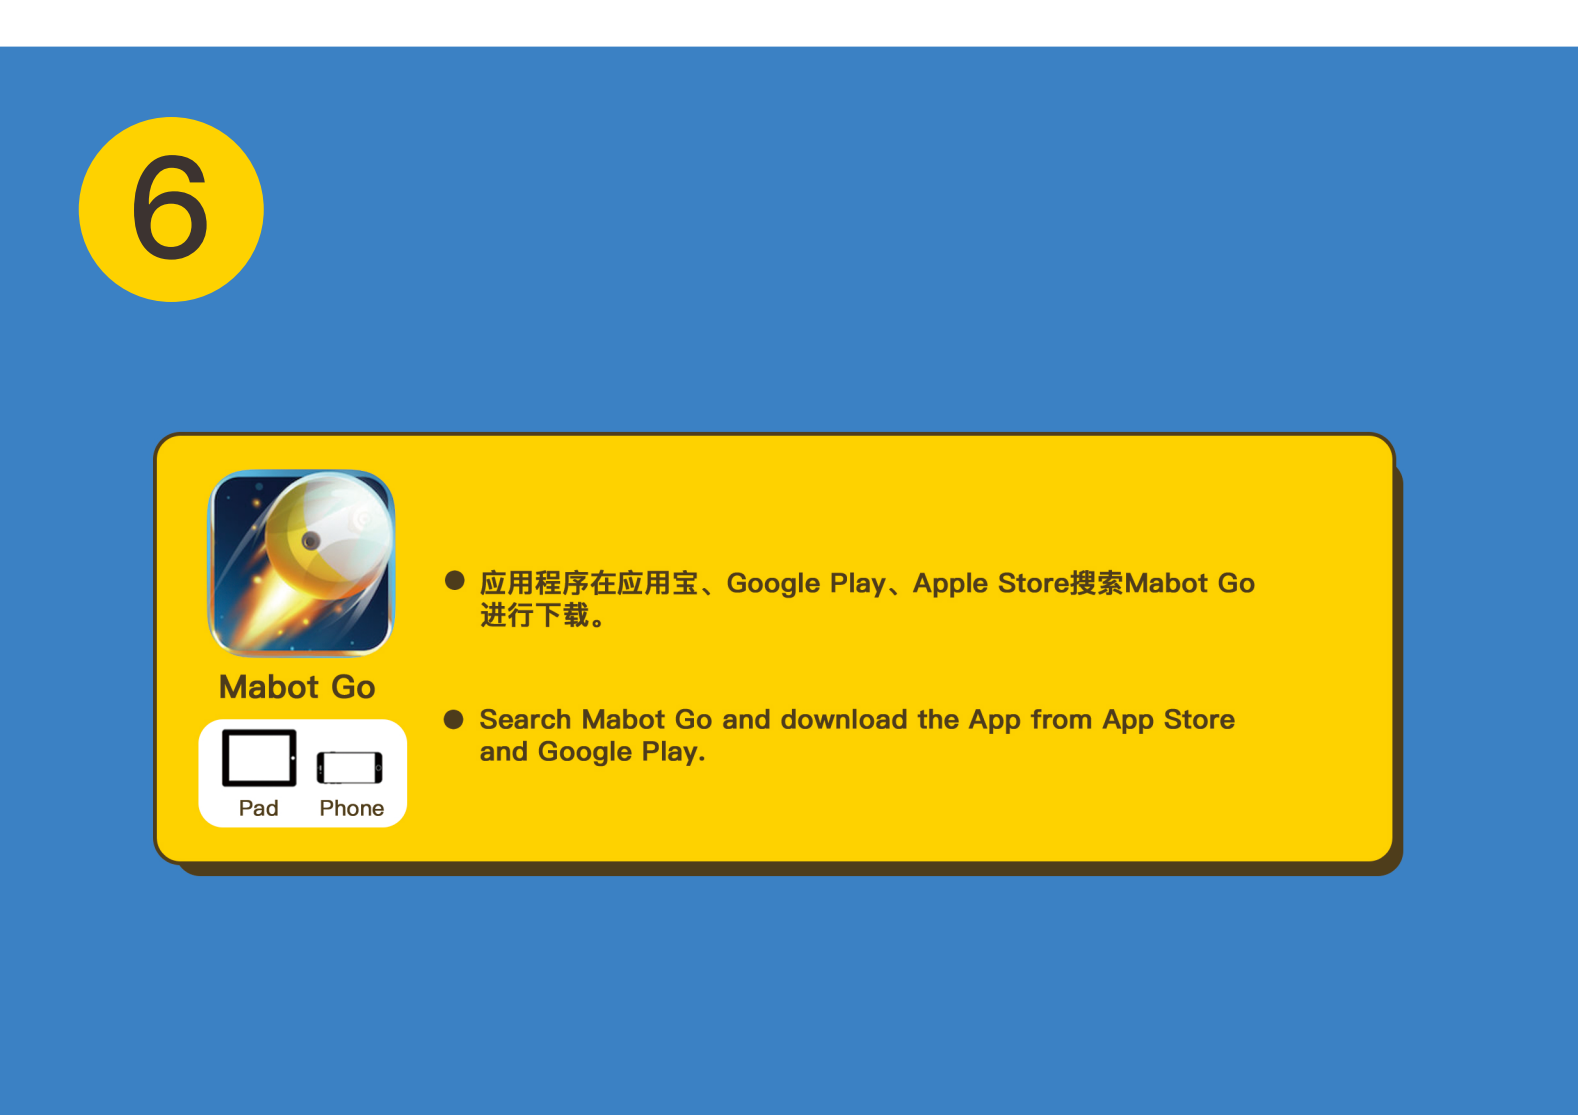 6
Mabot Go
Pad Phone
● 应用程序在应用宝、Google Play、Apple Store搜索Mabot Go
进行下载。
● Search Mabot Go and download the App from App Store
and Google Play.